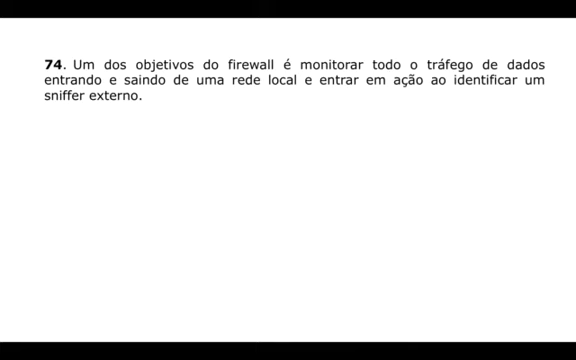 74. Um dos objetivos do firewall é monitorar todo o tráfego de dados
entrando e saindo de uma rede local e entrar em ação ao identificar um
sniffer externo.